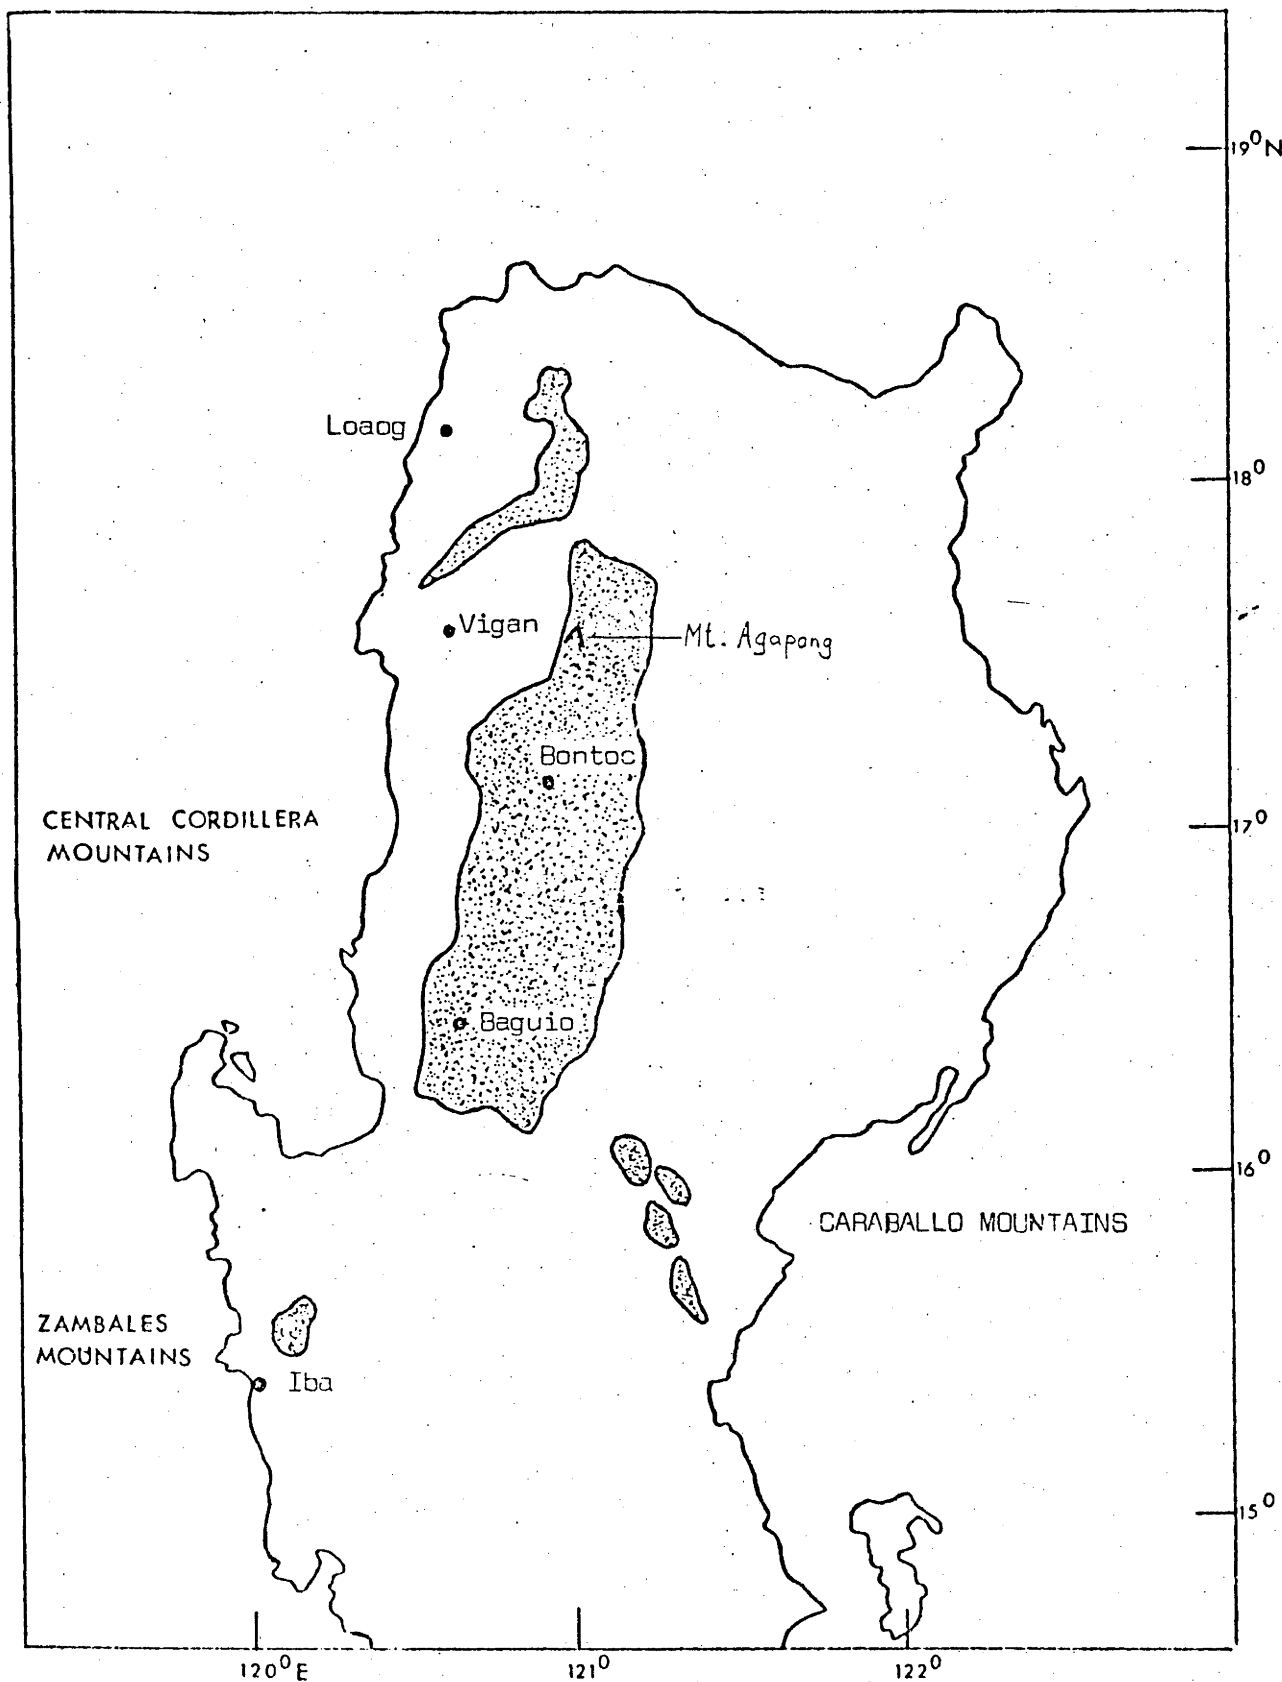 19⁰N
Loaog
18⁰
Vigan
Mt. Agapong
Bontoc
CENTRAL CORDILLERA
MOUNTAINS
17⁰
Baguio
16⁰
CARABALLO MOUNTAINS
ZAMBALES
MOUNTAINS
Iba
15⁰
120⁰E
121⁰
122⁰